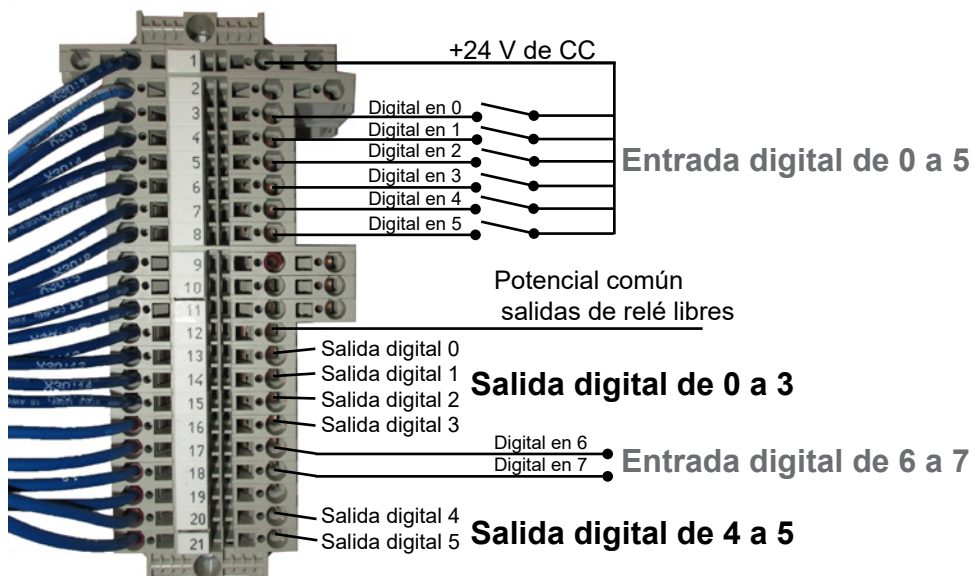 +24 V de CC
1
2
3
4
5
6
7
8
9
10
11
12
13
14
15
16
17
18
19
20
21
Digital en 0
Digital en 1
Digital en 2
Digital en 3
Digital en 4
Digital en 5
Entrada digital de 0 a 5
Potencial común
salidas de relé libres
Salida digital 0
Salida digital 1
Salida digital 2
Salida digital 3
Salida digital de 0 a 3
Digital en 6
Digital en 7
Entrada digital de 6 a 7
Salida digital 4
Salida digital 5
Salida digital de 4 a 5